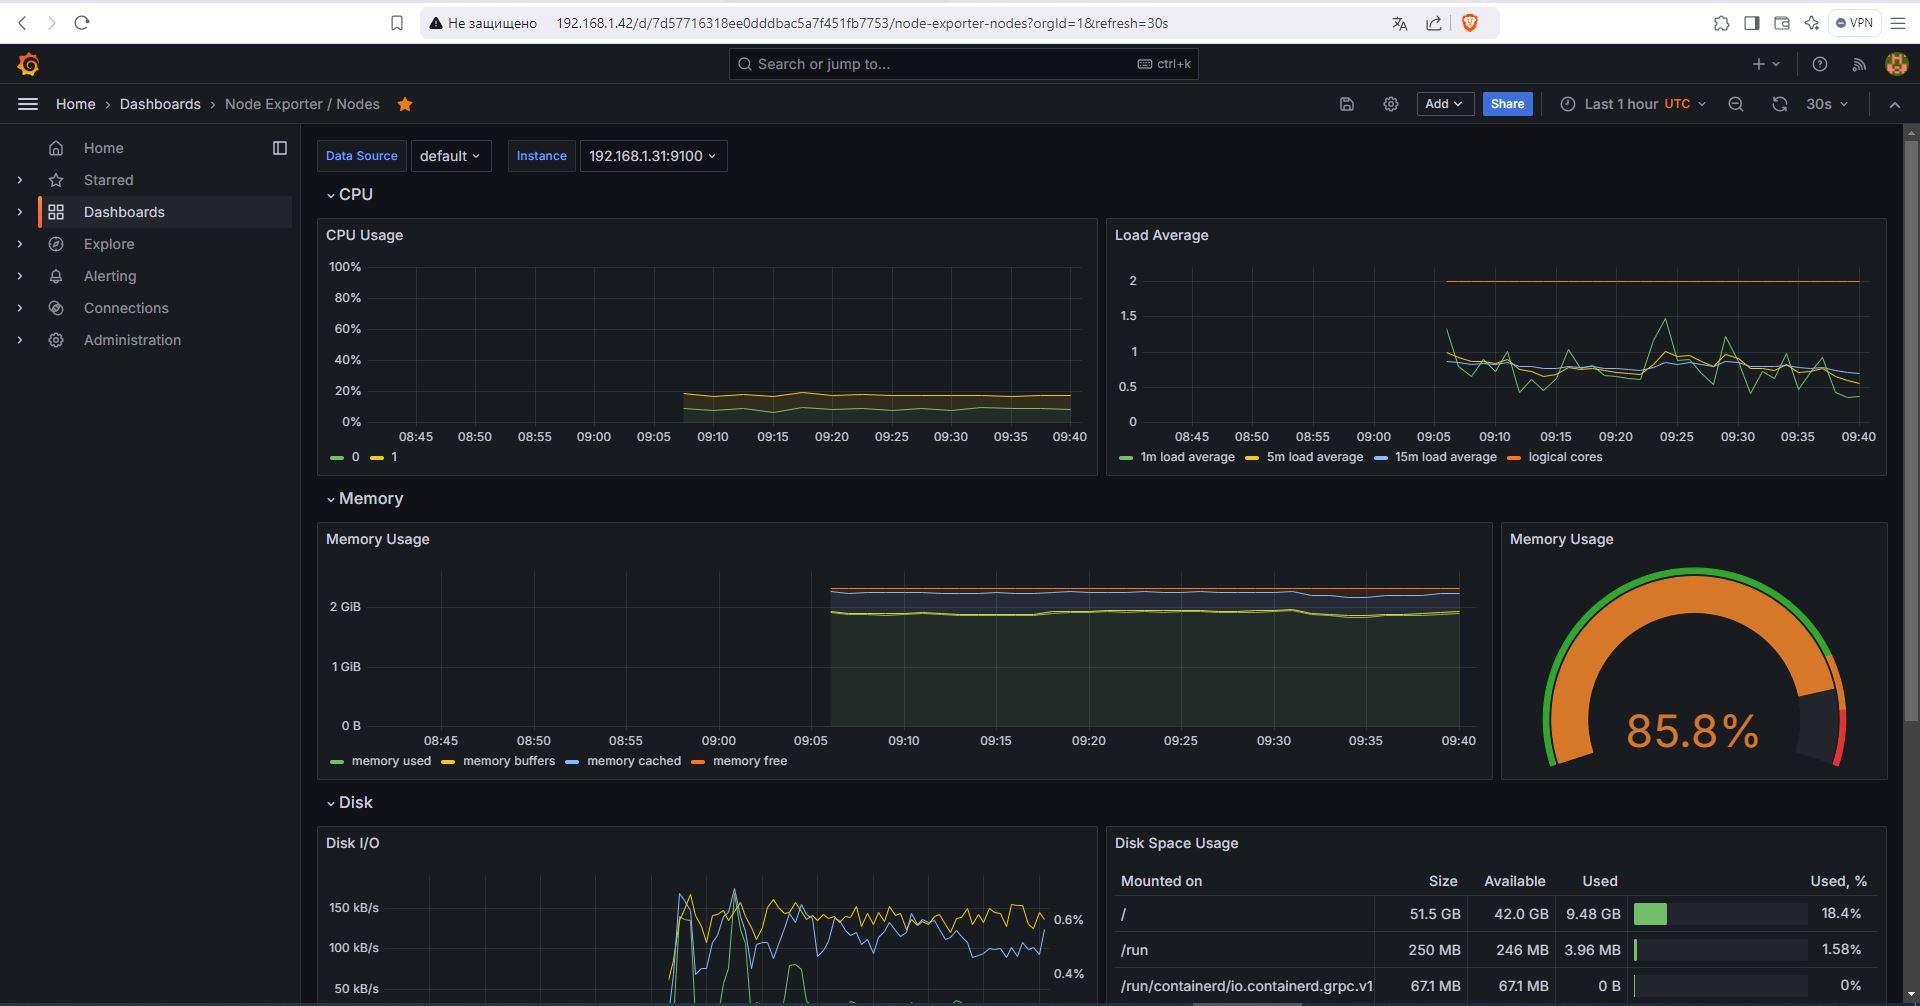 Не защищено 192.168.1.42/d/7d57716318ee0dddbac5a7f451fb7753/node-exporter-nodes?orgId=1&refresh=30s VPN
Search or jump to... ctrl+k
Home › Dashboards › Node Exporter / Nodes Add Share Last 1 hour UTC 30s
Home
Starred
Dashboards
Explore
Alerting
Connections
Administration
Data Source default Instance 192.168.1.31:9100
CPU
CPU Usage
100%
80%
60%
40%
20%
0%
08:45 08:50 08:55 09:00 09:05 09:10 09:15 09:20 09:25 09:30 09:35 09:40
0 1
Load Average
2
1.5
1
0.5
0
08:45 08:50 08:55 09:00 09:05 09:10 09:15 09:20 09:25 09:30 09:35 09:40
1m load average 5m load average 15m load average logical cores
Memory
Memory Usage
2 GiB
1 GiB
0 B
08:45 08:50 08:55 09:00 09:05 09:10 09:15 09:20 09:25 09:30 09:35 09:40
memory used memory buffers memory cached memory free
Memory Usage
85.8%
Disk
Disk I/O
150 kB/s
100 kB/s
50 kB/s
0.6%
0.4%
Disk Space Usage
Mounted on Size Available Used Used, %
/ 51.5 GB 42.0 GB 9.48 GB 18.4%
/run 250 MB 246 MB 3.96 MB 1.58%
/run/containerd/io.containerd.grpc.v1. 67.1 MB 67.1 MB 0 B 0%